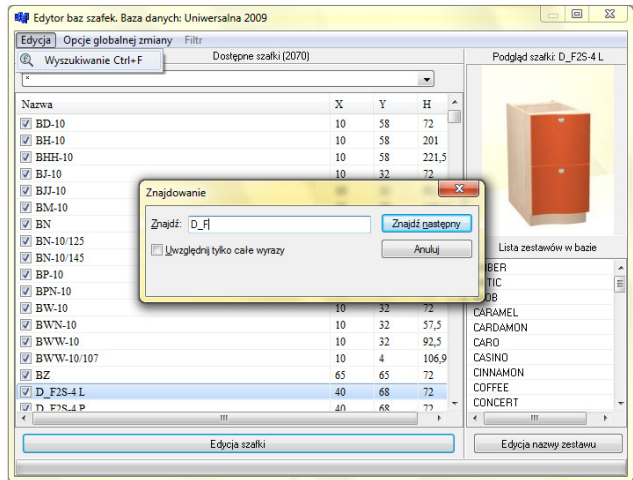 Edytor baz szafek. Baza danych: Uniwersalna 2009
Edycja Opcje globalnej zmiany Filtr
Wyszukiwanie Ctrl+F
Dostępne szafki (2070)
Podgląd szafki: D_F2S-4 L
*
Nazwa X Y H
BD-10 10 58 72
BH-10 10 58 201
BHH-10 10 58 221,5
BJ-10 10 32 72
BJJ-10
BM-10
BN
BN-10/125
BN-10/145
BP-10
BPN-10
BW-10 10 32 72
BWN-10 10 32 57,5
BWW-10 10 32 92,5
BWW-10/107 10 4 106,9
BZ 65 65 72
D_F2S-4 L 40 68 72
D_F2S-4 P 40 68 72
Znajdowanie
Znajdź: D_F
Znajdź następny
Uwzględnij tylko całe wyrazy
Anuluj
Lista zestawów w bazie
CARAMEL
CARDAMON
CARO
CASINO
CINNAMON
COFFEE
CONCERT
Edycja szafki
Edycja nazwy zestawu